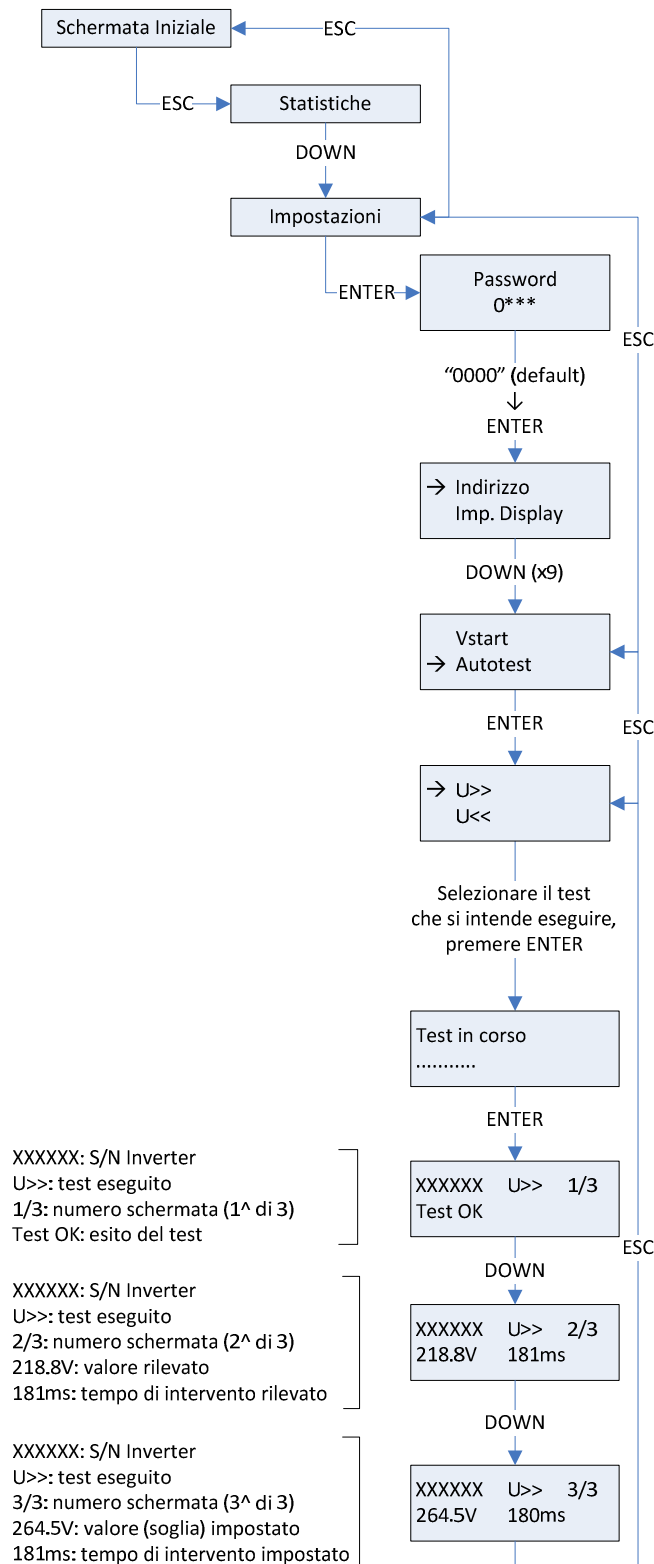 Schermata Iniziale
ESC
ESC
Statistiche
DOWN
Impostazioni
ENTER
Password
0***
ESC
“0000” (default)
↓
ENTER
→ Indirizzo
Imp. Display
DOWN (x9)
Vstart
→ Autotest
ENTER
ESC
→ U>>
U<<
Selezionare il test
che si intende eseguire,
premere ENTER
Test in corso
...........
ENTER
XXXXXX: S/N Inverter
U>>: test eseguito
1/3: numero schermata (1^ di 3)
Test OK: esito del test
XXXXXX U>> 1/3
Test OK
ESC
DOWN
XXXXXX: S/N Inverter
U>>: test eseguito
2/3: numero schermata (2^ di 3)
218.8V: valore rilevato
181ms: tempo di intervento rilevato
XXXXXX U>> 2/3
218.8V 181ms
DOWN
XXXXXX: S/N Inverter
U>>: test eseguito
3/3: numero schermata (3^ di 3)
264.5V: valore (soglia) impostato
181ms: tempo di intervento impostato
XXXXXX U>> 3/3
264.5V 180ms